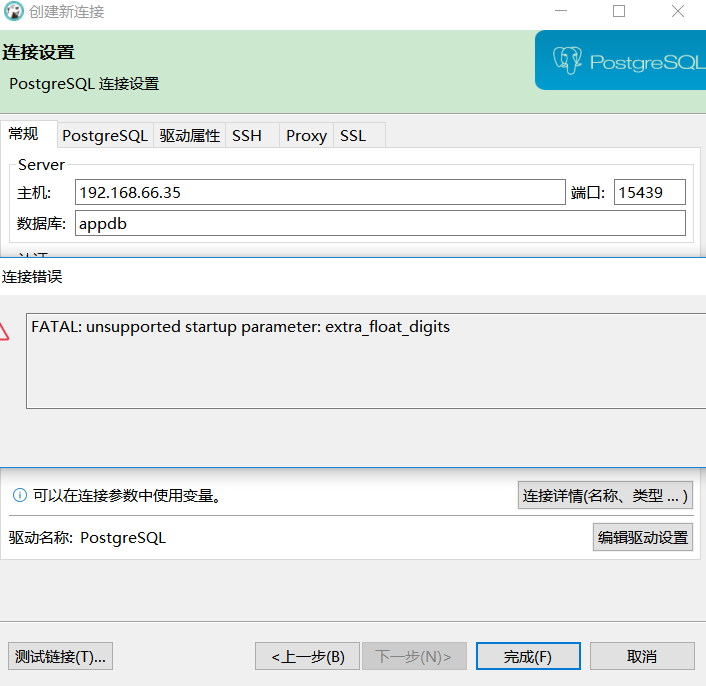 创建新连接
连接设置
PostgreSQL 连接设置
PostgreSQL
常规 PostgreSQL 驱动属性 SSH Proxy SSL
Server
主机: 192.168.66.35 端口: 15439
数据库: appdb
连接错误
FATAL: unsupported startup parameter: extra_float_digits
可以在连接参数中使用变量。 连接详情(名称、类型 ... )
驱动名称: PostgreSQL 编辑驱动设置
测试链接(T)... <上一步(B) 下一步(N)> 完成(F) 取消